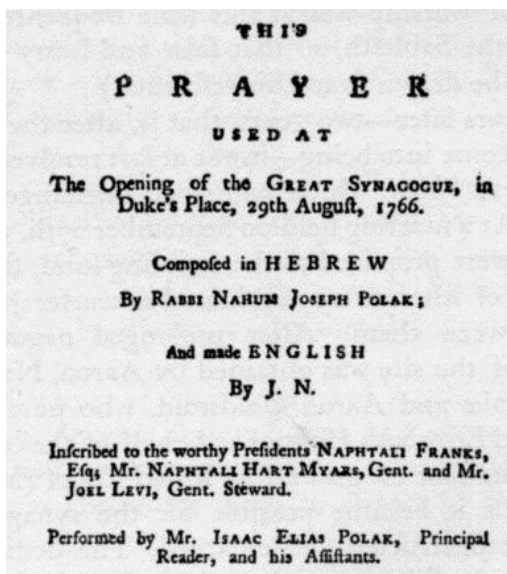 THIS
PRAYER
USED AT
The Opening of the GREAT SYNAGOGUE, in
Duke's Place, 29th Auguſt, 1766.
Compoſed in HEBREW
By RABBI NAHUM JOSEPH POLAK;
And made ENGLISH
By J. N.
Inſcribed to the worthy Preſidents NAPHTALI FRANKS,
Eſq; Mr. NAPHTALI HART MYARS, Gent. and Mr.
JOEL LEVI, Gent. Steward.
Performed by Mr. ISAAC ELIAS POLAK, Principal
Reader, and his Aſſiſtants.